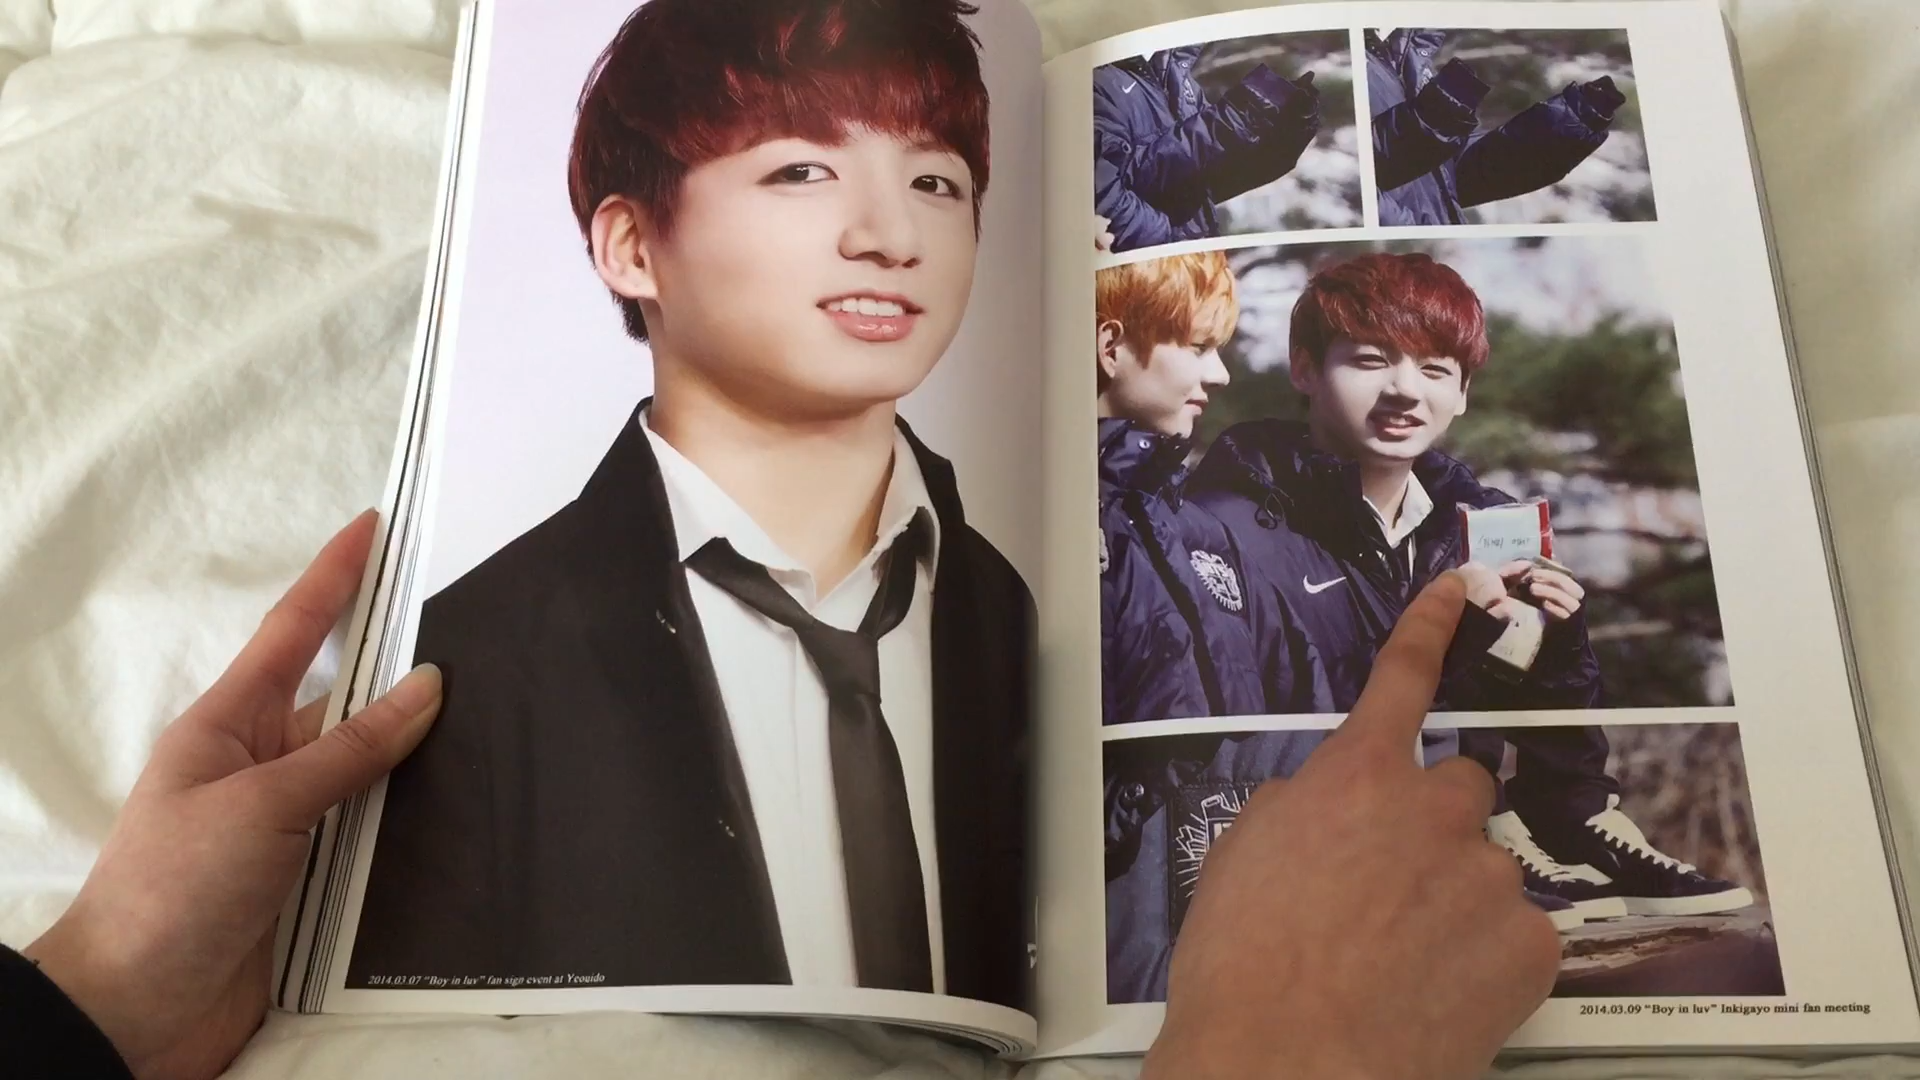 2014.03.07 "Boy in luv" fan sign event at Yeouido
2014.03.09 "Boy in luv" Inkigayo mini fan meeting